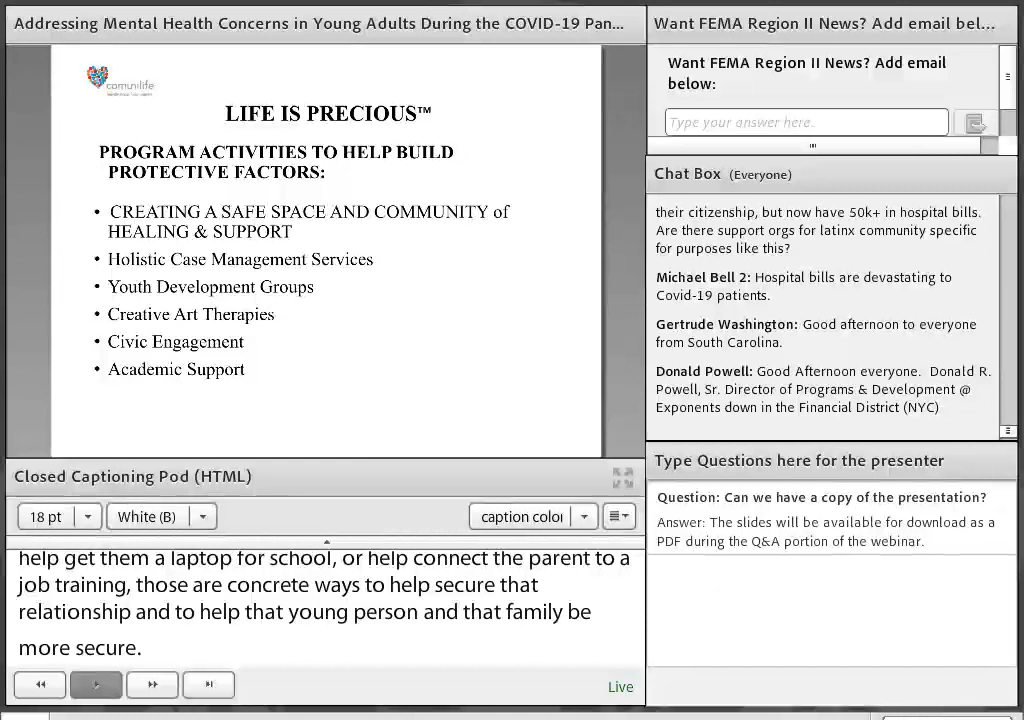 Addressing Mental Health Concerns in Young Adults During the COVID-19 Pan...
comunilife
LIFE IS PRECIOUS™
PROGRAM ACTIVITIES TO HELP BUILD
PROTECTIVE FACTORS:
• CREATING A SAFE SPACE AND COMMUNITY of
HEALING & SUPPORT
• Holistic Case Management Services
• Youth Development Groups
• Creative Art Therapies
• Civic Engagement
• Academic Support
Closed Captioning Pod (HTML)
18 pt
White (B)
caption color
help get them a laptop for school, or help connect the parent to a
job training, those are concrete ways to help secure that
relationship and to help that young person and that family be
more secure.
Live
Want FEMA Region II News? Add email bel...
Want FEMA Region II News? Add email
below:
Type your answer here.
Chat Box (Everyone)
their citizenship, but now have 50k+ in hospital bills.
Are there support orgs for latinx community specific
for purposes like this?
Michael Bell 2: Hospital bills are devastating to
Covid-19 patients.
Gertrude Washington: Good afternoon to everyone
from South Carolina.
Donald Powell: Good Afternoon everyone. Donald R.
Powell, Sr. Director of Programs & Development @
Exponents down in the Financial District (NYC)
Type Questions here for the presenter
Question: Can we have a copy of the presentation?
Answer: The slides will be available for download as a
PDF during the Q&A portion of the webinar.